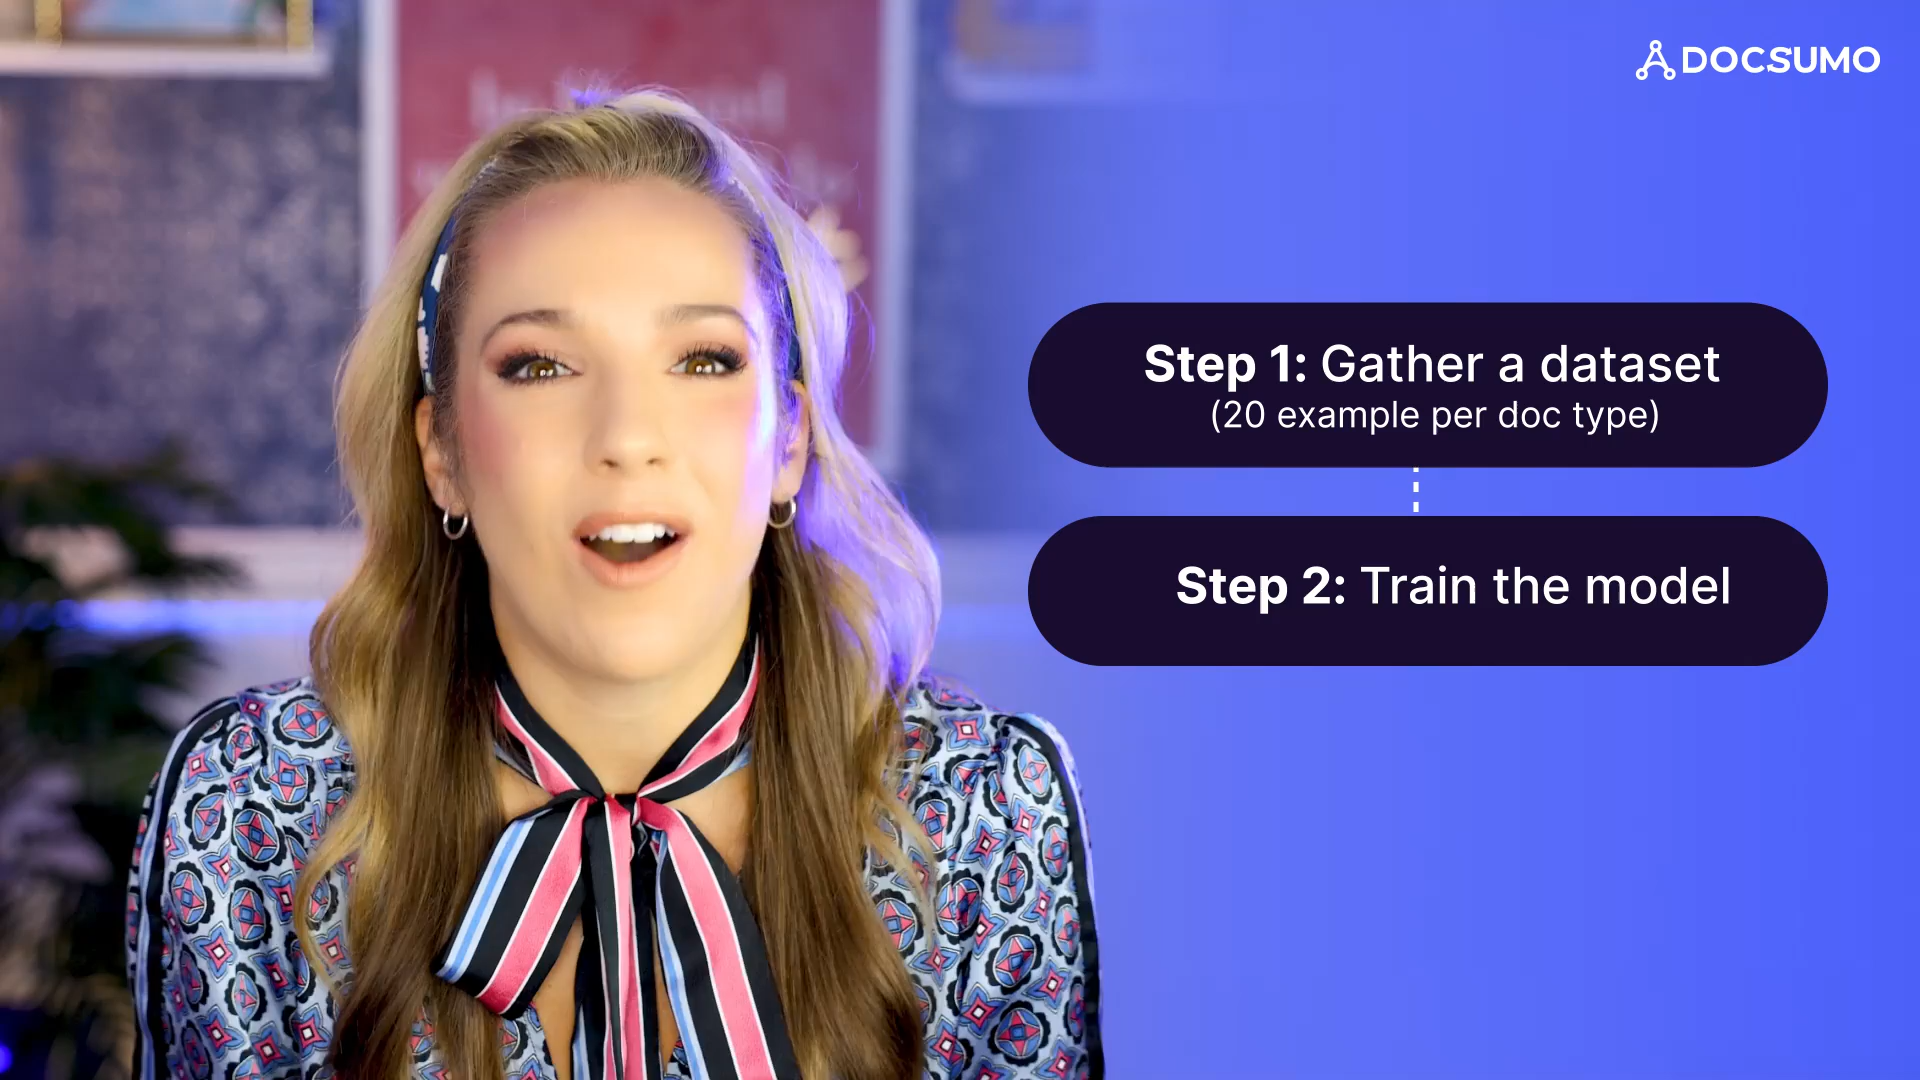 DOCSUMO
Step 1: Gather a dataset
(20 example per doc type)
Step 2: Train the model